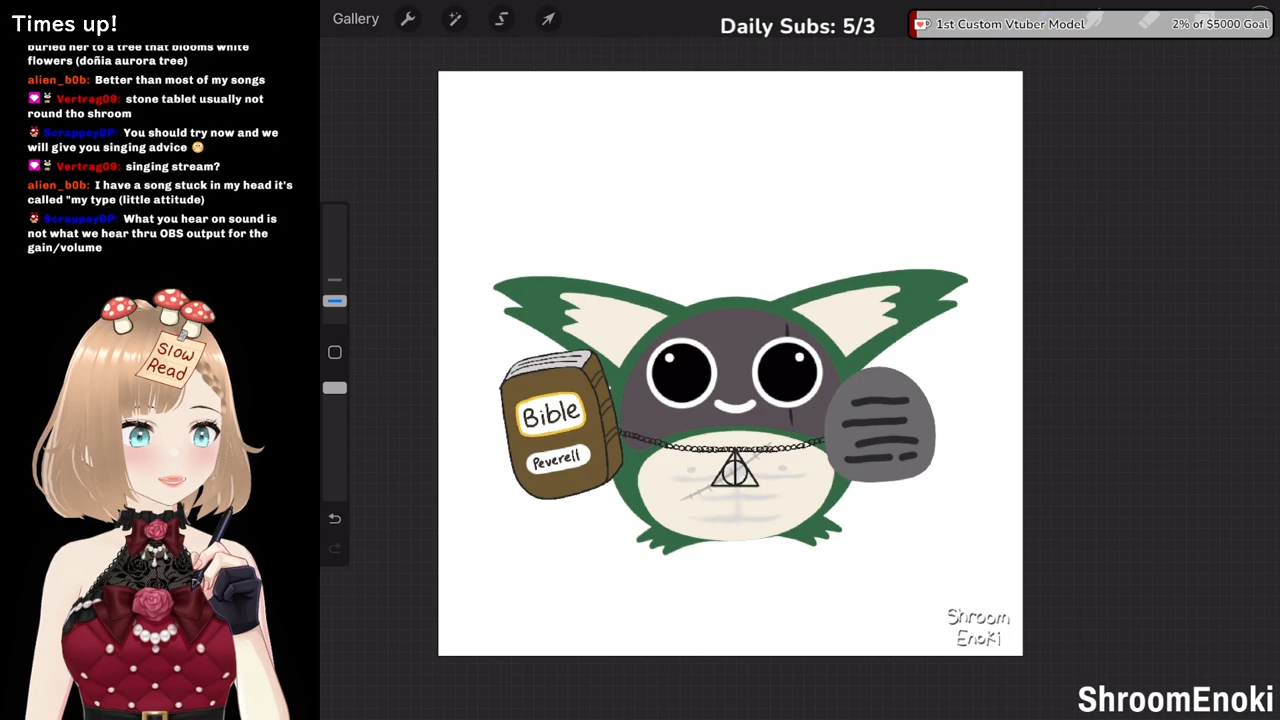 Times up!
Gallery
Daily Subs: 5/3
1st Custom Vtuber Model
2% of $5000 Goal
buried her to a tree that blooms white
flowers (doñia aurora tree)
alien_b0b: Better than most of my songs
Vertrag09: stone tablet usually not
round tho shroom
ScrappeyDP: You should try now and we
will give you singing advice
Vertrag09: singing stream?
alien_b0b: I have a song stuck in my head it's
called "my type (little attitude)
ScrappeyDP: What you hear on sound is
not what we hear thru OBS output for the
gain/volume
Slow
Read
Bible
Peverell
Shroom
Enoki
ShroomEnoki